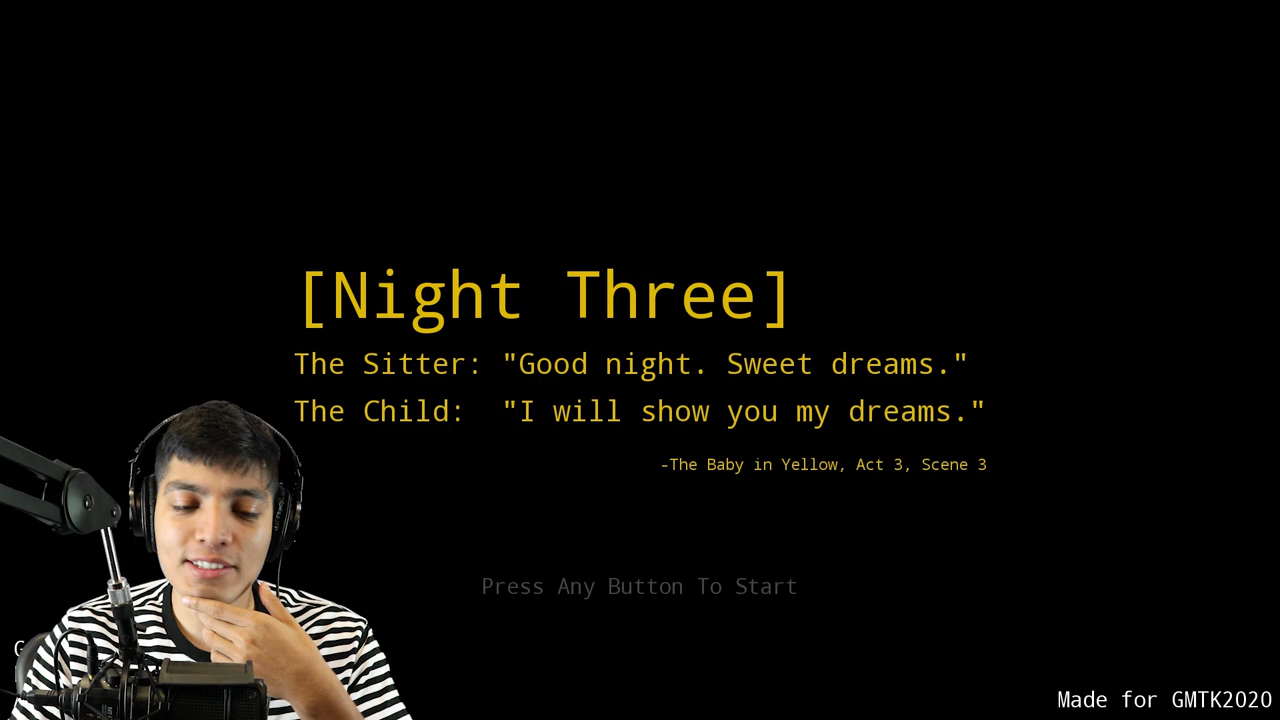 [Night Three]
The Sitter: "Good night. Sweet dreams."
The Child: "I will show you my dreams."
-The Baby in Yellow, Act 3, Scene 3
Press Any Button To Start
Made for GMTK2020